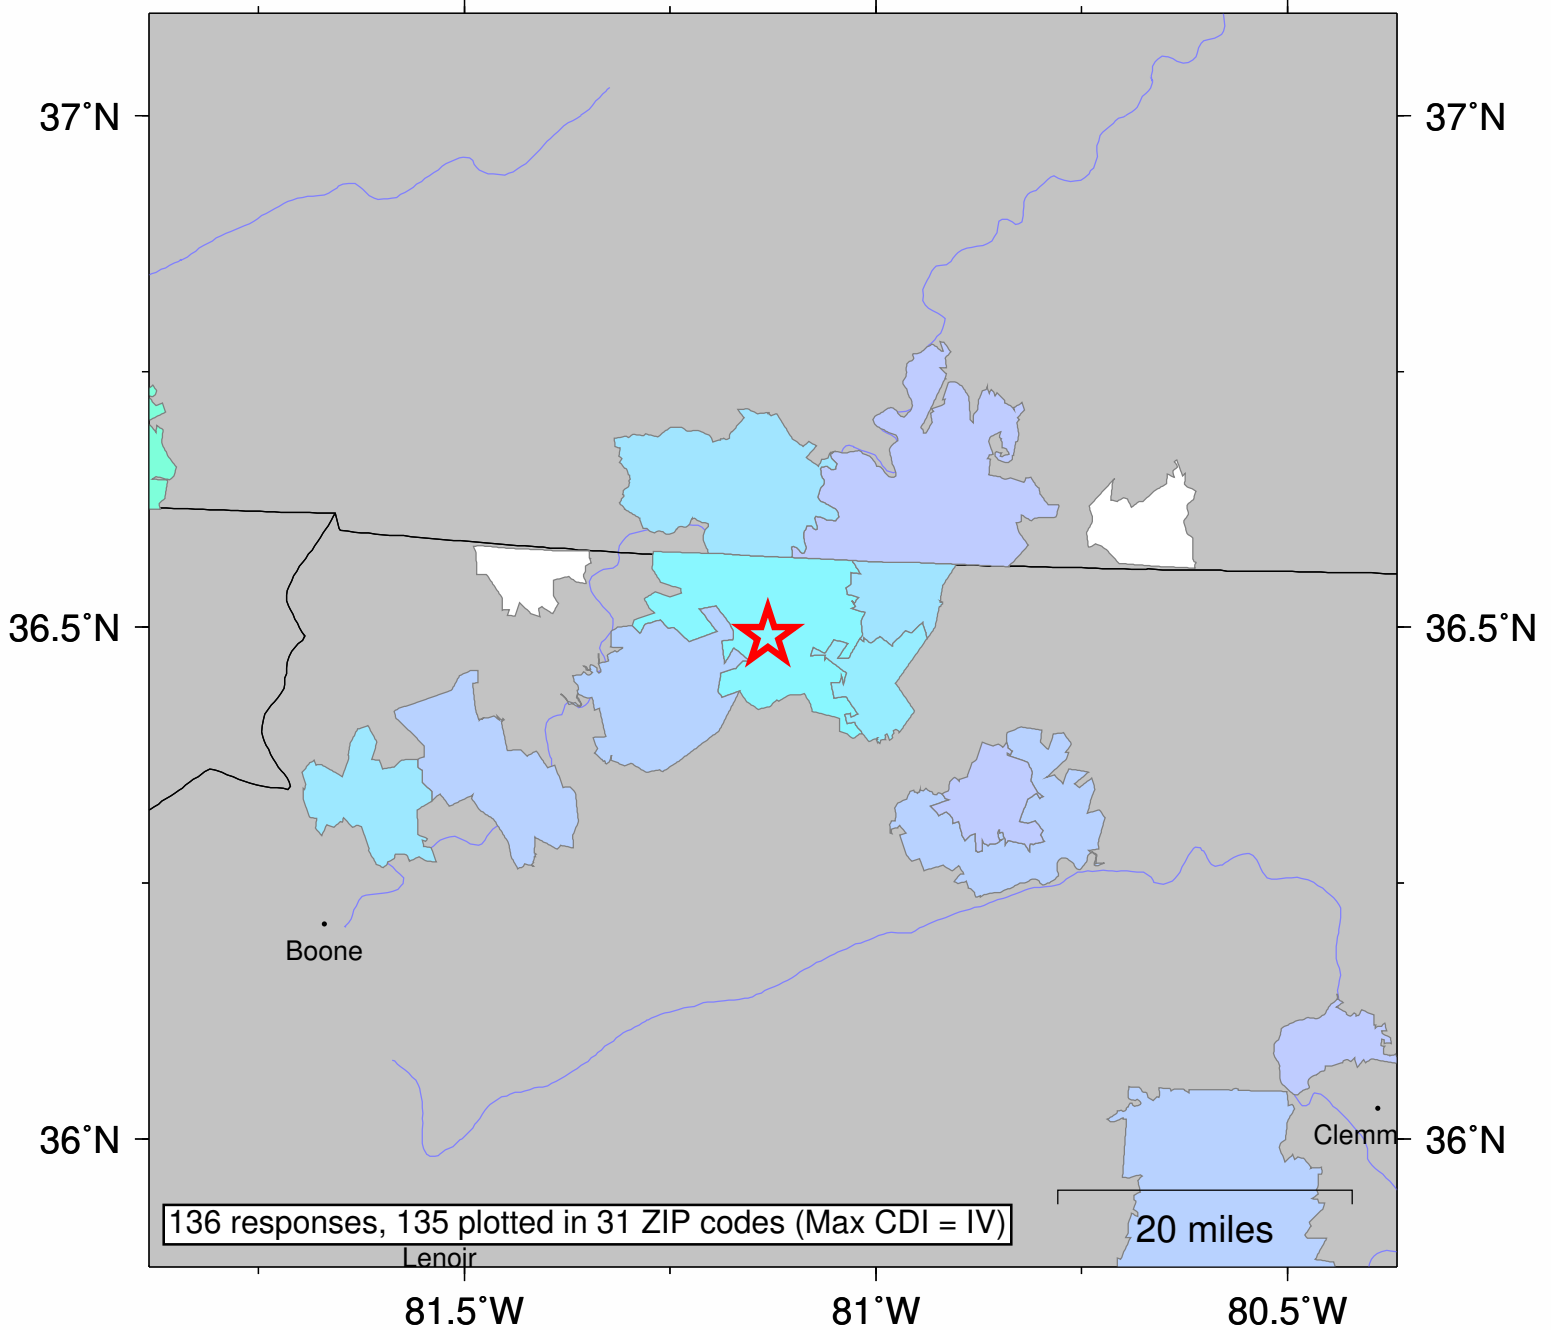 37°N
37°N
36.5°N
36.5°N
Boone
36°N
Clemm
36°N
136 responses, 135 plotted in 31 ZIP codes (Max CDI = IV)
20 miles
Lenoir
81.5°W
81°W
80.5°W